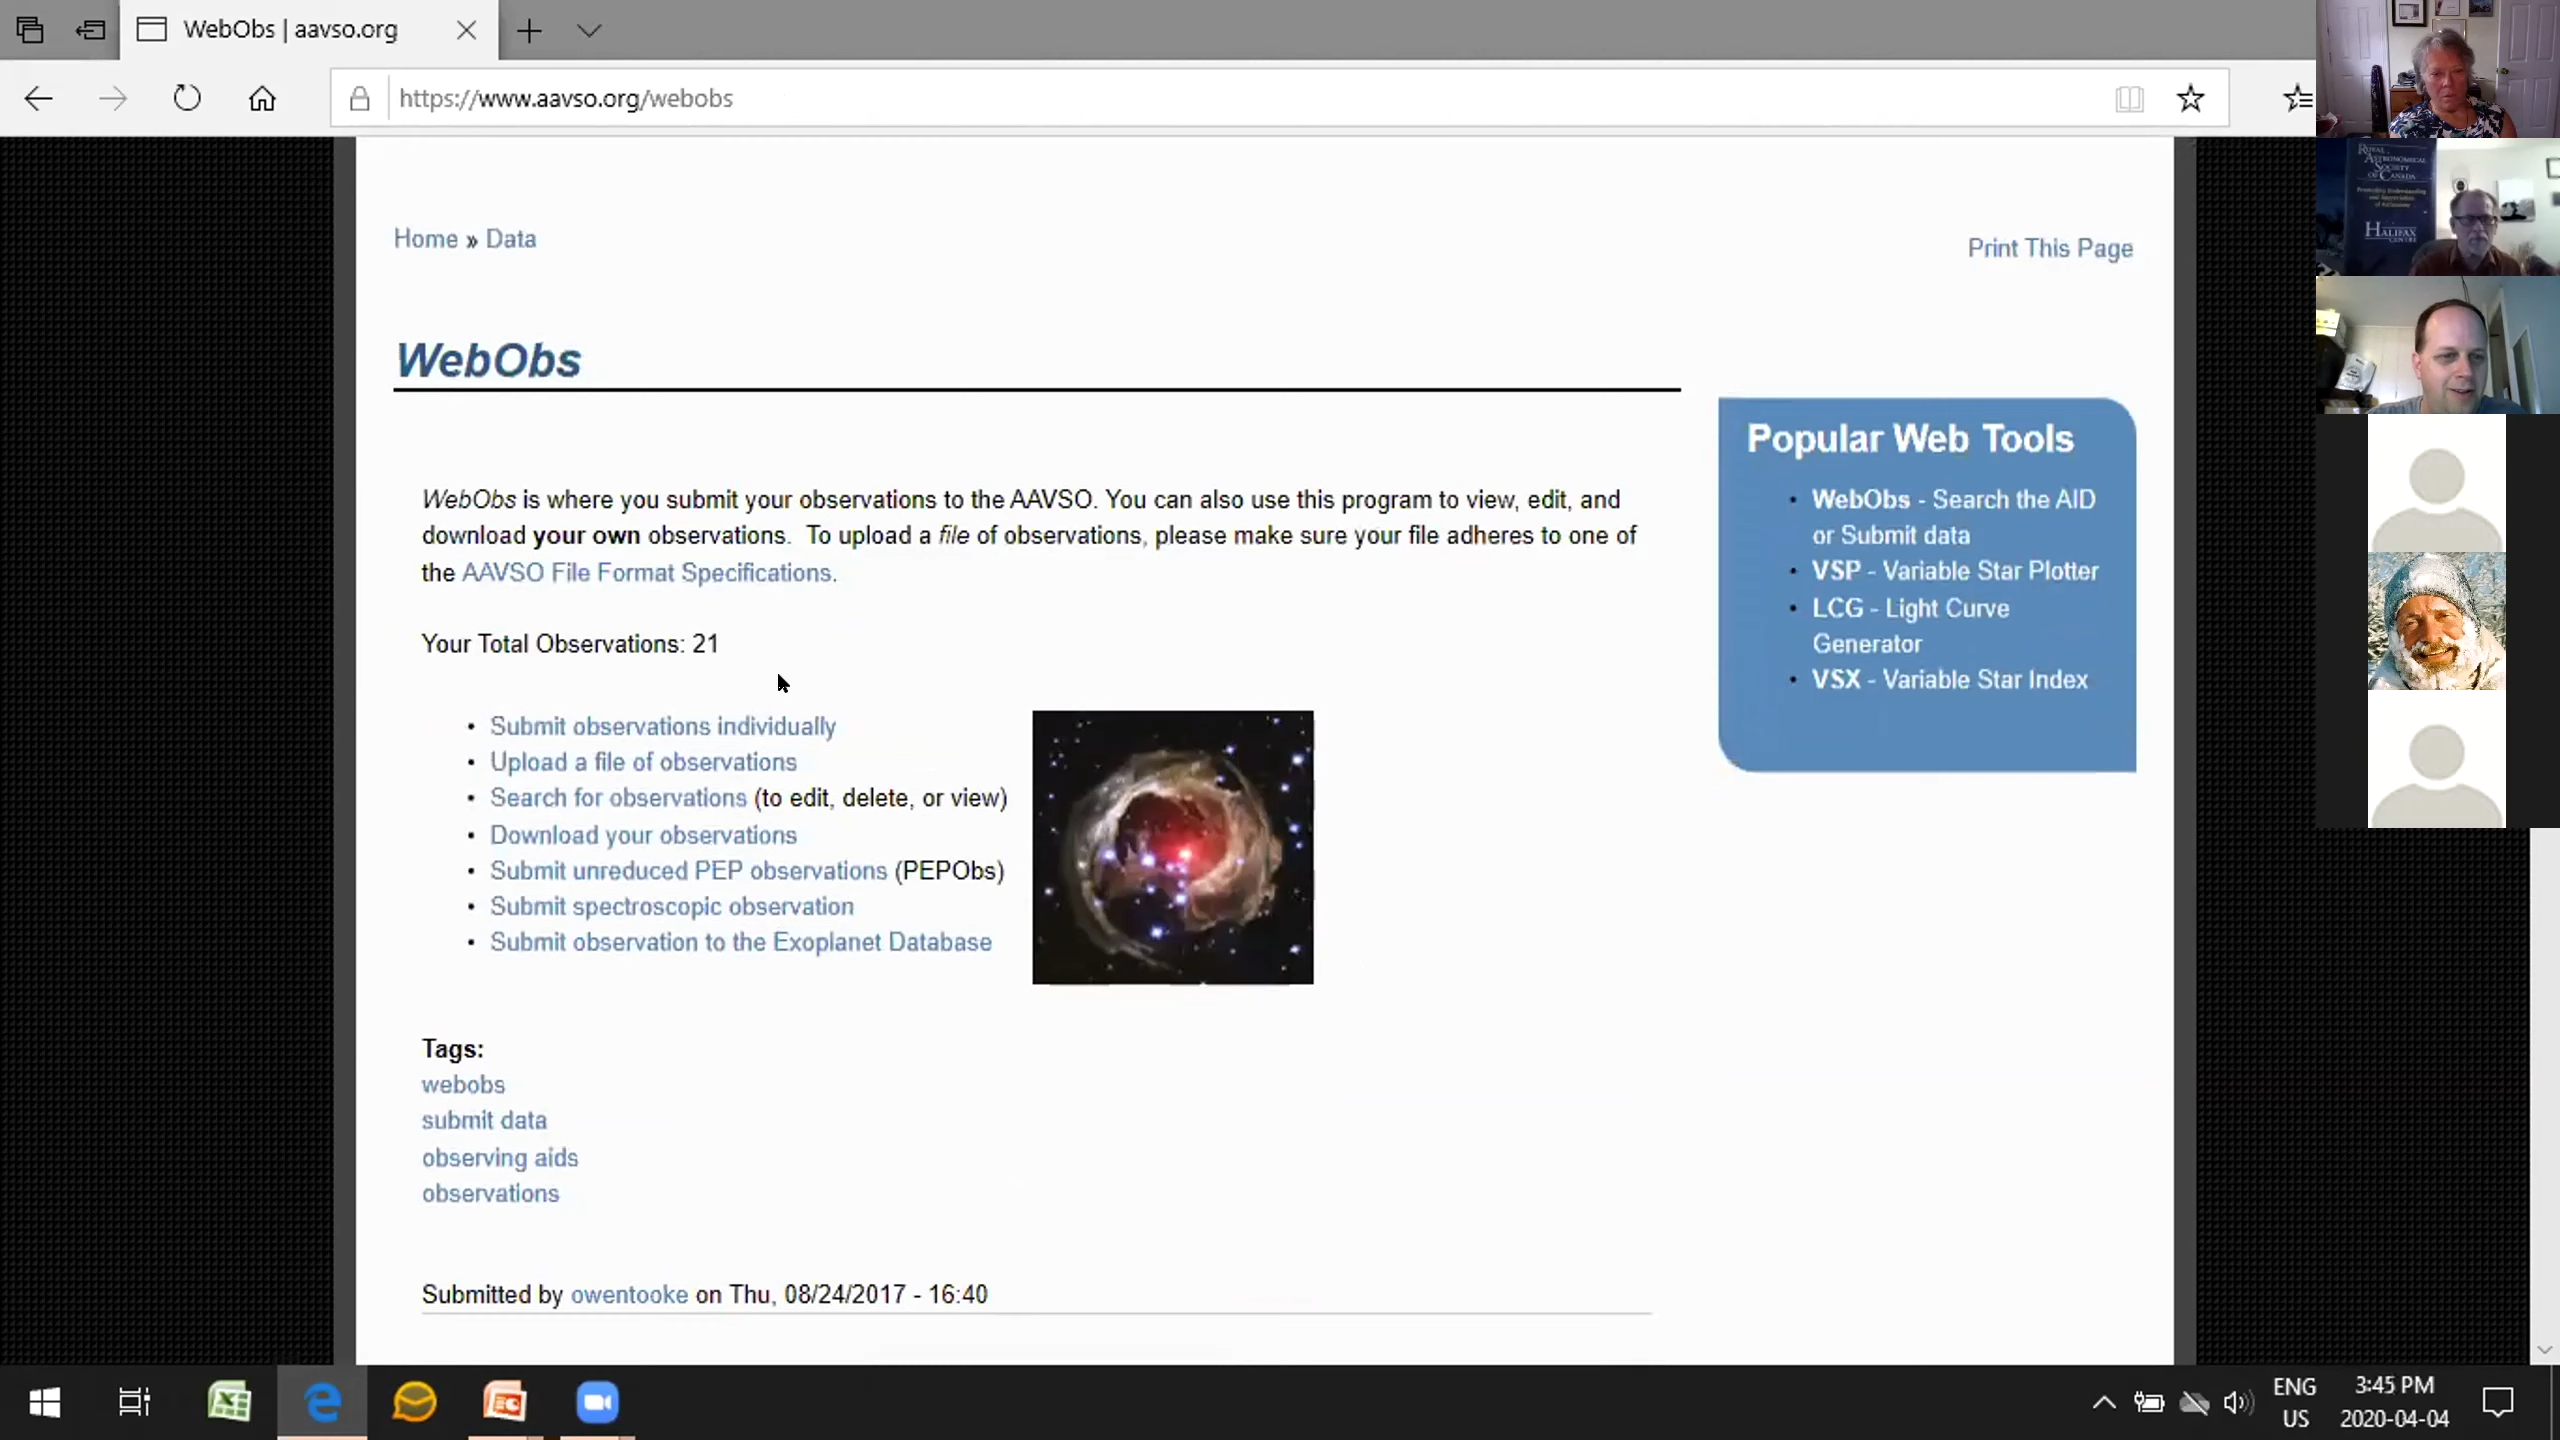 WebObs | aavso.org
https://www.aavso.org/webobs
Home » Data
Print This Page
WebObs
WebObs is where you submit your observations to the AAVSO. You can also use this program to view, edit, and
download your own observations. To upload a file of observations, please make sure your file adheres to one of
the AAVSO File Format Specifications.
Your Total Observations: 21
• Submit observations individually
• Upload a file of observations
• Search for observations (to edit, delete, or view)
• Download your observations
• Submit unreduced PEP observations (PEPObs)
• Submit spectroscopic observation
• Submit observation to the Exoplanet Database
Tags:
webobs
submit data
observing aids
observations
Submitted by owentooke on Thu, 08/24/2017 - 16:40
Popular Web Tools
• WebObs - Search the AID
or Submit data
• VSP - Variable Star Plotter
• LCG - Light Curve
Generator
• VSX - Variable Star Index
ROYAL
ASTRONOMICAL
SOCIETY
OF CANADA
HALIFAX
CENTRE
ENG
US
3:45 PM
2020-04-04